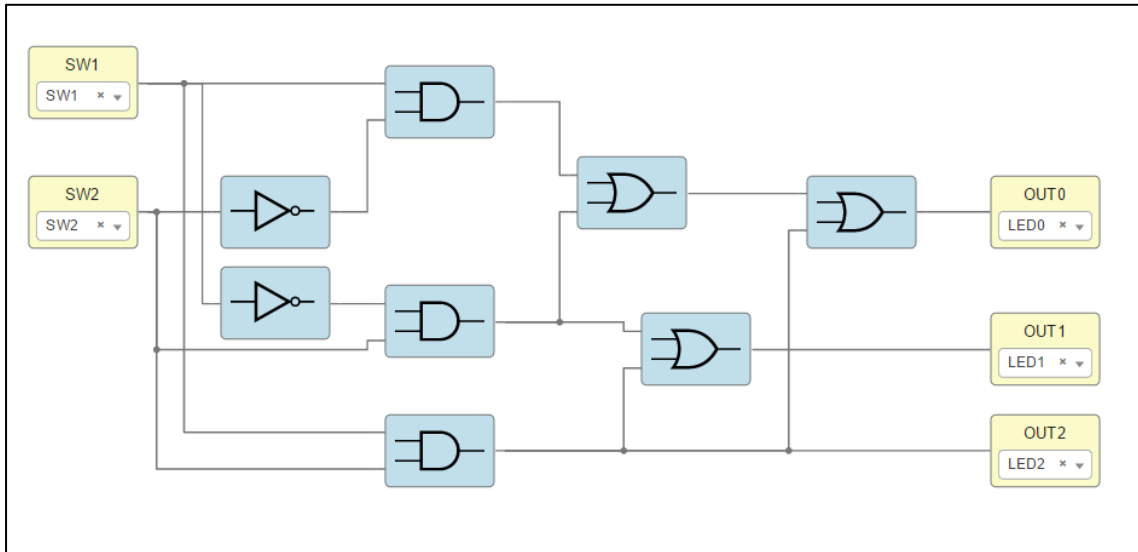 SW1
SW1 × ▾
SW2
SW2 × ▾
OUT0
LED0 × ▾
OUT1
LED1 × ▾
OUT2
LED2 × ▾